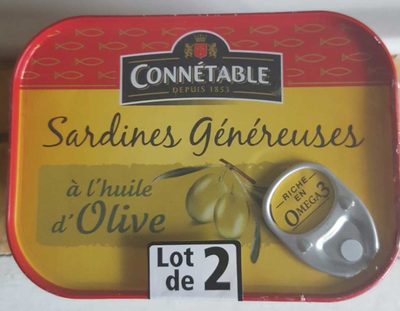 CONNÉTABLE
DEPUIS 1853
Sardines Généreuses
à l'huile
d'Olive
RICHE
EN
OMEGA 3
Lot
de 2